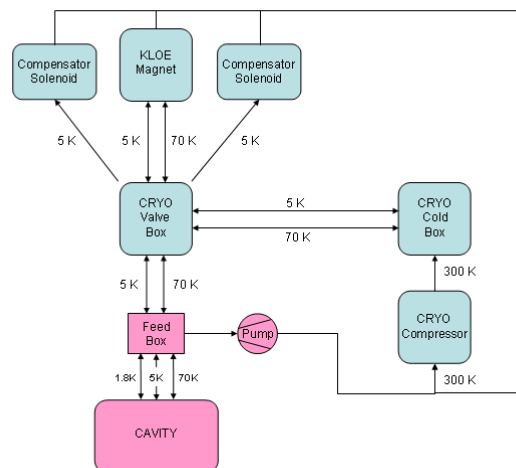 Compensator
Solenoid
KLOE
Magnet
Compensator
Solenoid
5 K
5 K
70 K
5 K
CRYO
Valve
Box
5 K
70 K
CRYO
Cold
Box
5 K
70 K
300 K
Feed
Box
Pump
CRYO
Compressor
1.8K
5K
70K
300 K
CAVITY